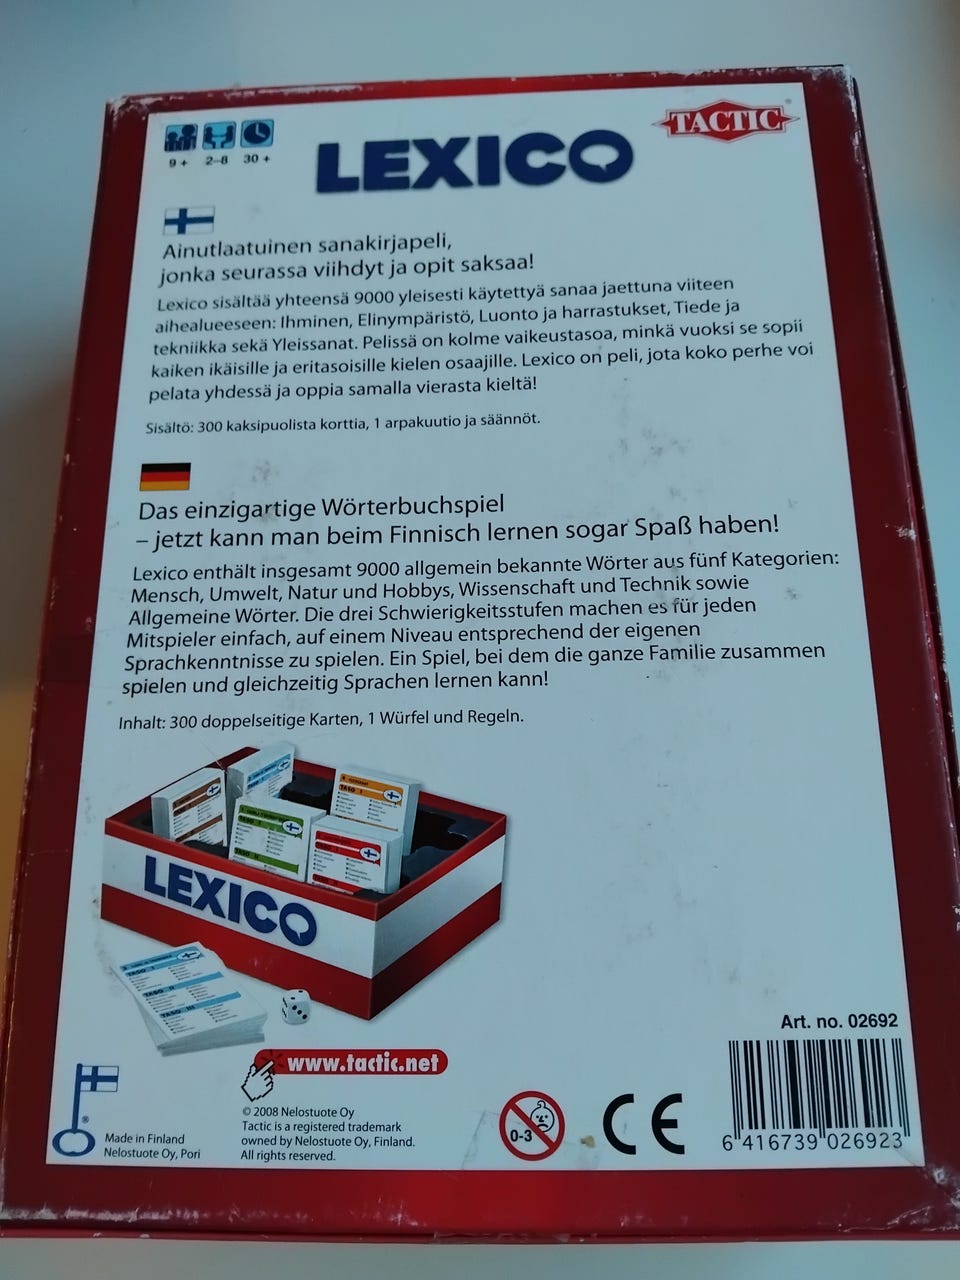 9+ 2–8 30+
TACTIC®
LEXICO
Ainutlaatuinen sanakirjapeli,
jonka seurassa viihdyt ja opit saksaa!
Lexico sisältää yhteensä 9000 yleisesti käytettyä sanaa jaettuna viiteen
aihealueeseen: Ihminen, Elinympäristö, Luonto ja harrastukset, Tiede ja
tekniikka sekä Yleissanat. Pelissä on kolme vaikeustasoa, minkä vuoksi se sopii
kaiken ikäisille ja eritasoisille kielen osaajille. Lexico on peli, jota koko perhe voi
pelata yhdessä ja oppia samalla vierasta kieltä!
Sisältö: 300 kaksipuolista korttia, 1 arpakuutio ja säännöt.
Das einzigartige Wörterbuchspiel
– jetzt kann man beim Finnisch lernen sogar Spaß haben!
Lexico enthält insgesamt 9000 allgemein bekannte Wörter aus fünf Kategorien:
Mensch, Umwelt, Natur und Hobbys, Wissenschaft und Technik sowie
Allgemeine Wörter. Die drei Schwierigkeitsstufen machen es für jeden
Mitspieler einfach, auf einem Niveau entsprechend der eigenen
Sprachkenntnisse zu spielen. Ein Spiel, bei dem die ganze Familie zusammen
spielen und gleichzeitig Sprachen lernen kann!
Inhalt: 300 doppelseitige Karten, 1 Würfel und Regeln.
TASO I
TASO I
TASO II
LEXICO
TASO I
TASO II
TASO III
Art. no. 02692
www.tactic.net
®
Made in Finland
Nelostuote Oy, Pori
© 2008 Nelostuote Oy
Tactic is a registered trademark
owned by Nelostuote Oy, Finland.
All rights reserved.
0-3
CE
6 416739 026923